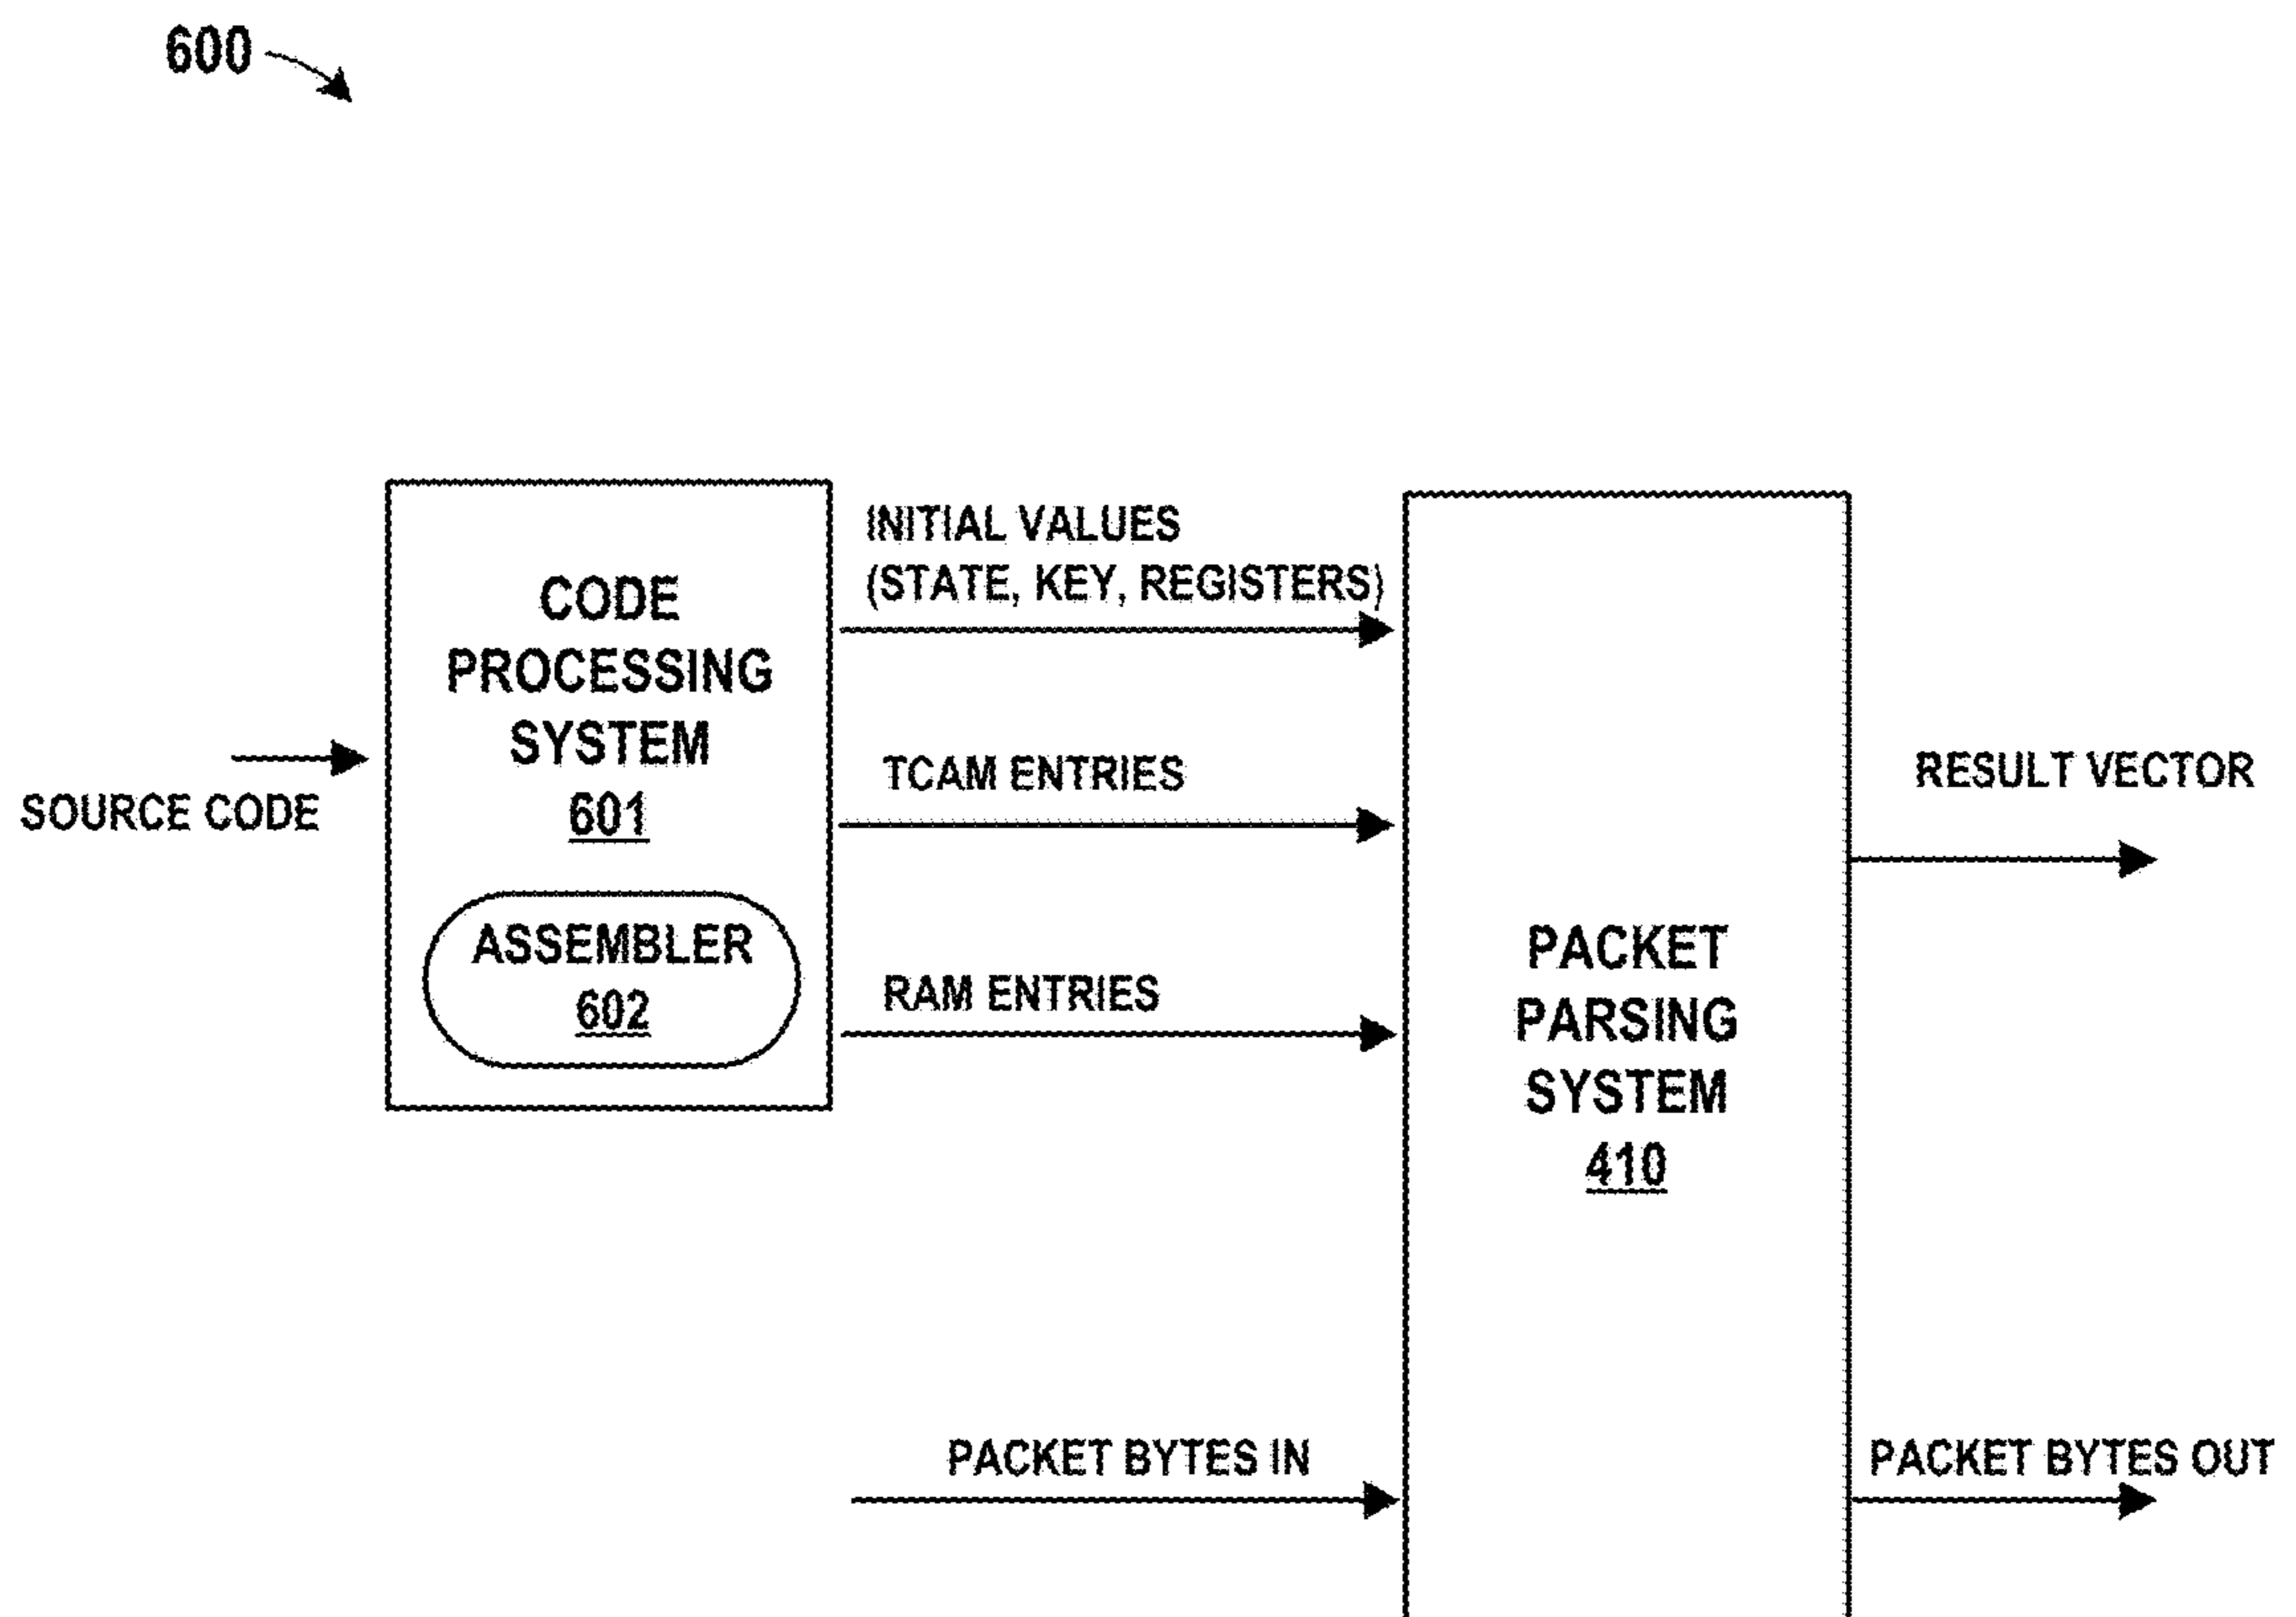 600
CODE
PROCESSING
SYSTEM
601
ASSEMBLER
602
SOURCE CODE
INITIAL VALUES
(STATE, KEY, REGISTERS)
TCAM ENTRIES
RAM ENTRIES
PACKET BYTES IN
PACKET
PARSING
SYSTEM
410
RESULT VECTOR
PACKET BYTES OUT